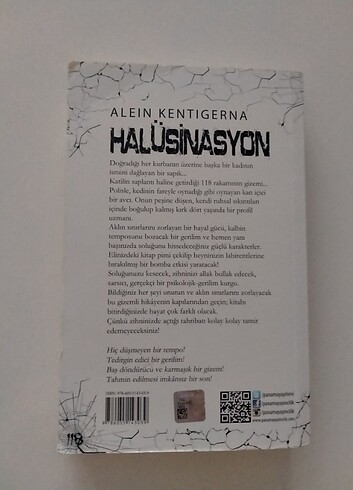 ALEIN KENTIGERNA
HALÜSİNASYON
Doğradığı her kurbanın üzerine başka bir kadının
ismini dağlayan bir sapık...
Katilin saplantı haline getirdiği 118 rakamının gizemi...
Polisle, kedinin fareyle oynadığı gibi oynayan kan içici
bir avcı. Onun peşine düşen, kendi ruhsal sıkıntıları
içinde boğulup kalmış kırk dört yaşında bir profil
uzmanı.
Aklın sınırlarını zorlayan bir hayal gücü, kalbin
temposunu bozacak bir gerilim ve hemen yanı
başınızda soluğunu hissedeceğiniz güçlü karakterler.
Elinizdeki kitap pimi çekilip beyninizin labirentlerine
bırakılmış bir bomba etkisi yaratacak!
Soluğunuzu kesecek, zihninizi allak bullak edecek,
sarsıcı, gerçekçi bir psikolojik-gerilim kurgu.
Bildiğiniz her şeyi unutun ve aklın sınırlarını zorlayacak
bu gizemli hikâyenin kapılarından geçin; kitabı
bitirdiğinizde hayat çok farklı olacak.
Çünkü zihninizde açtığı tahribatı kolay kolay tamir
edemeyeceksiniz!
Hiç düşmeyen bir tempo!
Tedirgin edici bir gerilim!
Baş döndürücü ve karmaşık bir gizem!
Tahmin edilmesi imkânsız bir son!
118